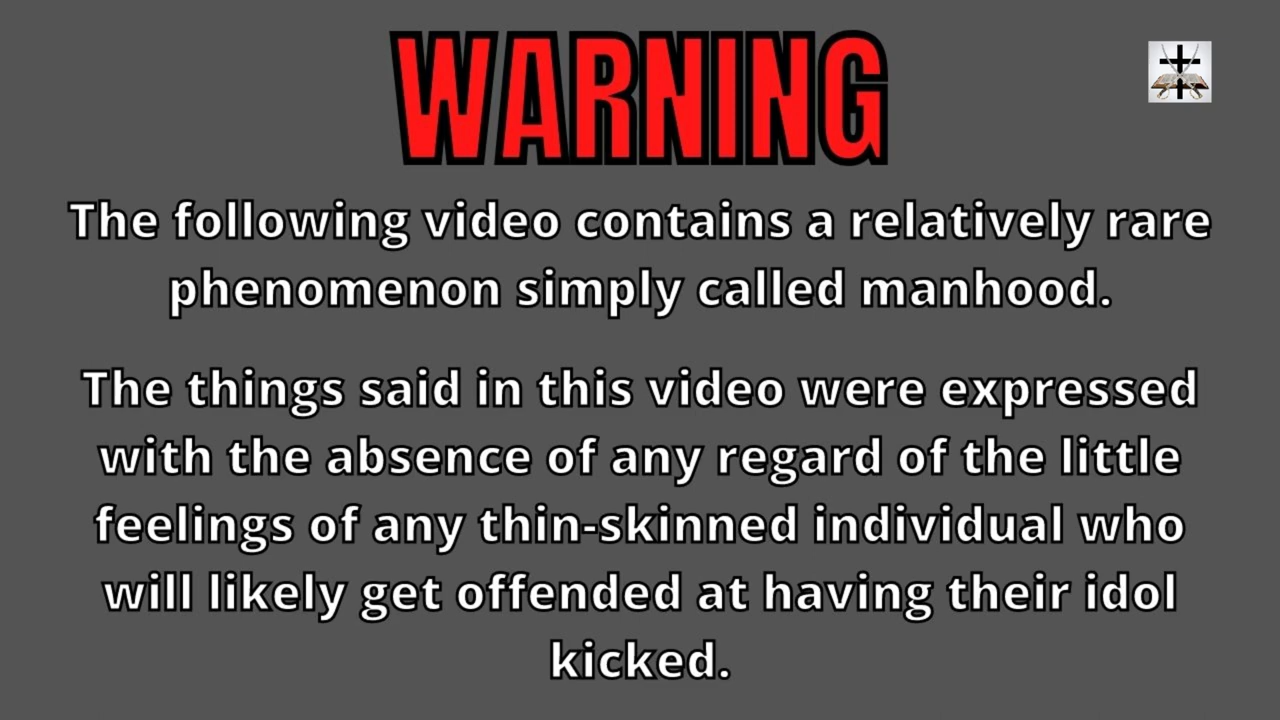 WARNING
The following video contains a relatively rare
phenomenon simply called manhood.
The things said in this video were expressed
with the absence of any regard of the little
feelings of any thin-skinned individual who
will likely get offended at having their idol
kicked.